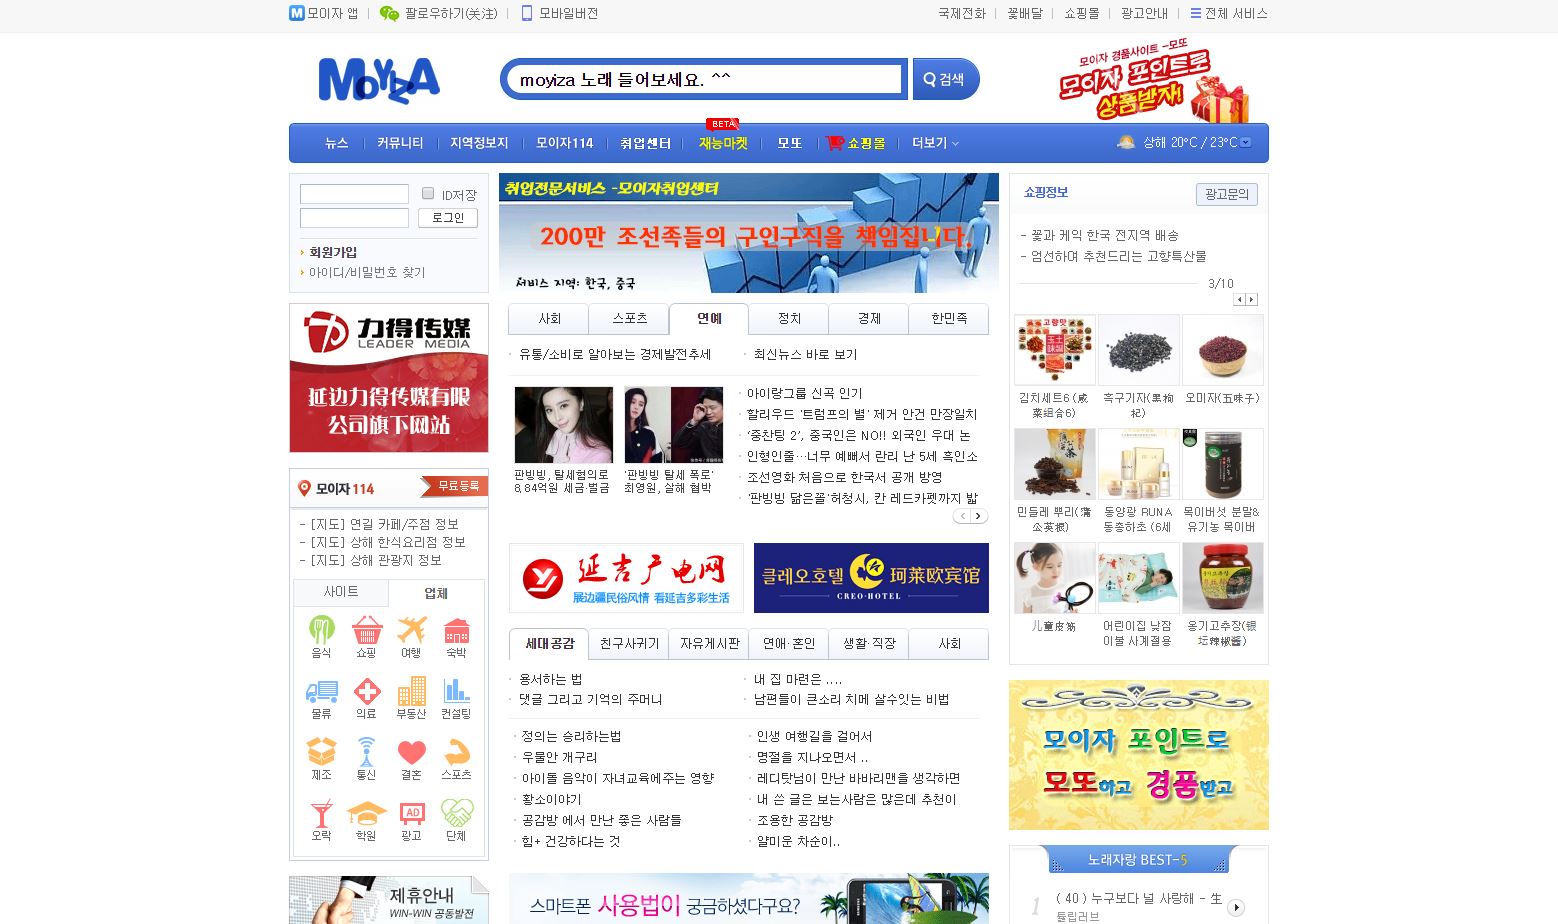 모이자 앱
팔로우하기(关注)
모바일버전
국제전화
꽃배달
쇼핑몰
광고안내
전체 서비스
MOYIZA
moyiza 노래 들어보세요. ^^
검색
모이자 경품사이트 -모또
모이자 포인트로
상품받자!
BETA
뉴스
커뮤니티
지역정보지
모이자114
취업센터
재능마켓
모또
쇼핑몰
더보기
상해 20°C / 23°C
ID저장
로그인
회원가입
아이디/비밀번호 찾기
취업전문서비스 -모이자취업센터
200만 조선족들의 구인구직을 책임집니다.
서비스 지역: 한국, 중국
쇼핑정보
광고문의
- 꽃과 케익 한국 전지역 배송
- 엄선하며 추천드리는 고향특산물
3/10
力得传媒
LEADER MEDIA
延边力得传媒有限
公司旗下网站
사회
스포츠
연예
정치
경제
한민족
유통/소비로 알아보는 경제발전추세
최신뉴스 바로 보기
판빙빙, 탈세혐의로
8,84억원 세금·벌금
'판빙빙 탈세 폭로'
최영원, 살해 협박
아이랑그룹 신곡 인기
할리우드 '트럼프의 별' 제거 안건 만장일치
‘중찬팅 2’, 중국인은 NO!! 외국인 우대 논
인형인줄…너무 예뻐서 란리 난 5세 흑인소
조선영화 처음으로 한국서 공개 방영
'판빙빙 닮은꼴'허청시, 칸 레드카펫까지 밟
고향맛
김치세트6 (咸
菜组合6)
흑구기자(黑枸
杞)
오미자(五味子)
민들레 뿌리(蒲
公英根)
동양광 RUNA
동충하초 (6세
목이버섯 분말&
유기농 목이버
儿童皮筋
어린이집 낮잠
이불 사계절용
옹기고추장(银
坛辣椒酱)
모이자 114
무료등록
- [지도] 연길 카페/주점 정보
- [지도] 상해 한식요리점 정보
- [지도] 상해 관광지 정보
사이트
업체
음식
쇼핑
여행
숙박
물류
의료
부동산
컨설팅
제조
통신
결혼
스포츠
오락
학원
AD
광고
단체
延吉广电网
展边疆民俗风情 看延吉多彩生活
클레오호텔
珂莱欧宾馆
CREO·HOTEL
세대공감
친구사귀기
자유게시판
연애·혼인
생활·직장
사회
용서하는 법
내 집 마련은 ....
댓글 그리고 기억의 주머니
남편들이 큰소리 치메 살수잇는 비법
정의는 승리하는법
인생 여행길을 걸어서
우물안 개구리
명절을 지나오면서 ..
아이돌 음악이 자녀교육에주는 영향
레디탓넘이 만난 바바리맨을 생각하면
황소이야기
내 쓴 글은 보는사람은 많은데 추천이
공감방 에서 만난 좋은 사람들
조용한 공감방
힘+ 건강하다는 것
얄미운 차순이..
모이자 포인트로
모또하고 경품받고
노래자랑 BEST-5
1
( 40 ) 누구보다 널 사랑해 - 生
튤립러브
제휴안내
WIN-WIN 공동발전
스마트폰 사용법이 궁금하셨다구요?